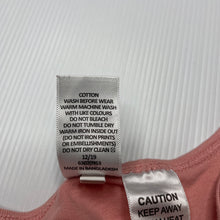 COTTON
WASH BEFORE WEAR
WARM MACHINE WASH
WITH LIKE COLOURS
DO NOT BLEACH
DO NOT TUMBLE DRY
WARM IRON INSIDE OUT
(DO NOT IRON PRINTS
OR EMBELLISHMENTS)
DO NOT DRY CLEAN
12/19
MADE IN BANGLADESH
CAUTION
KEEP AWAY
HEAT